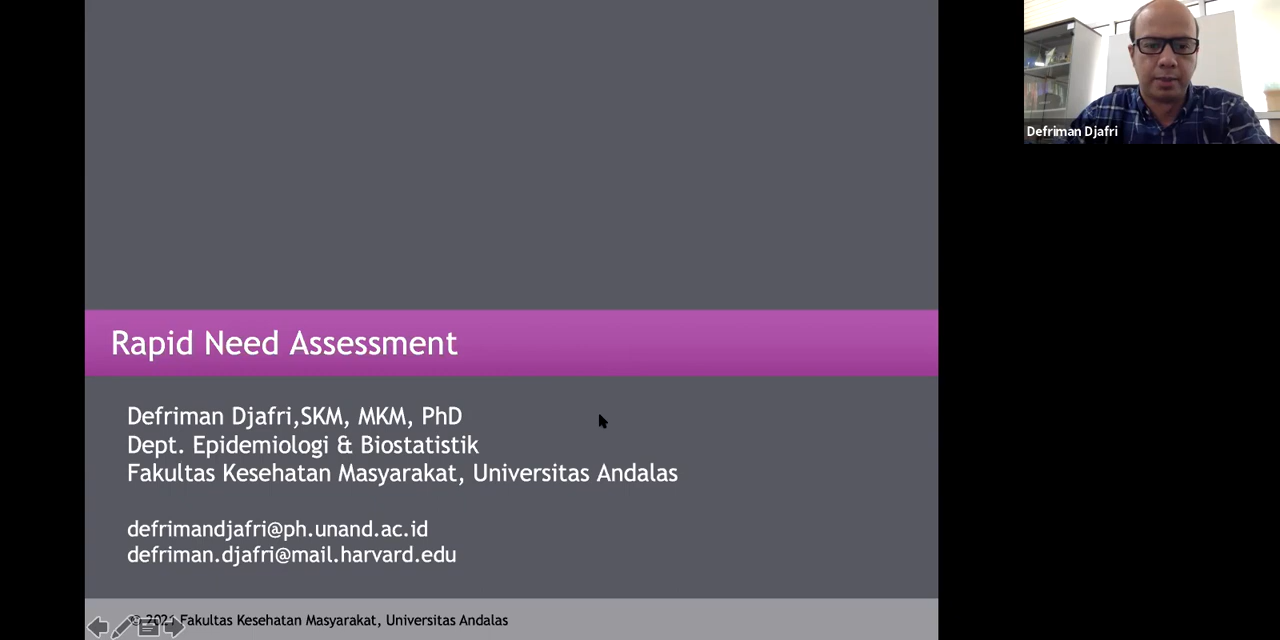 Rapid Need Assessment
Defriman Djafri,SKM, MKM, PhD
Dept. Epidemiologi & Biostatistik
Fakultas Kesehatan Masyarakat, Universitas Andalas
defrimandjafri@ph.unand.ac.id
defriman.djafri@mail.harvard.edu
© 2021 Fakultas Kesehatan Masyarakat, Universitas Andalas
Defriman Djafri